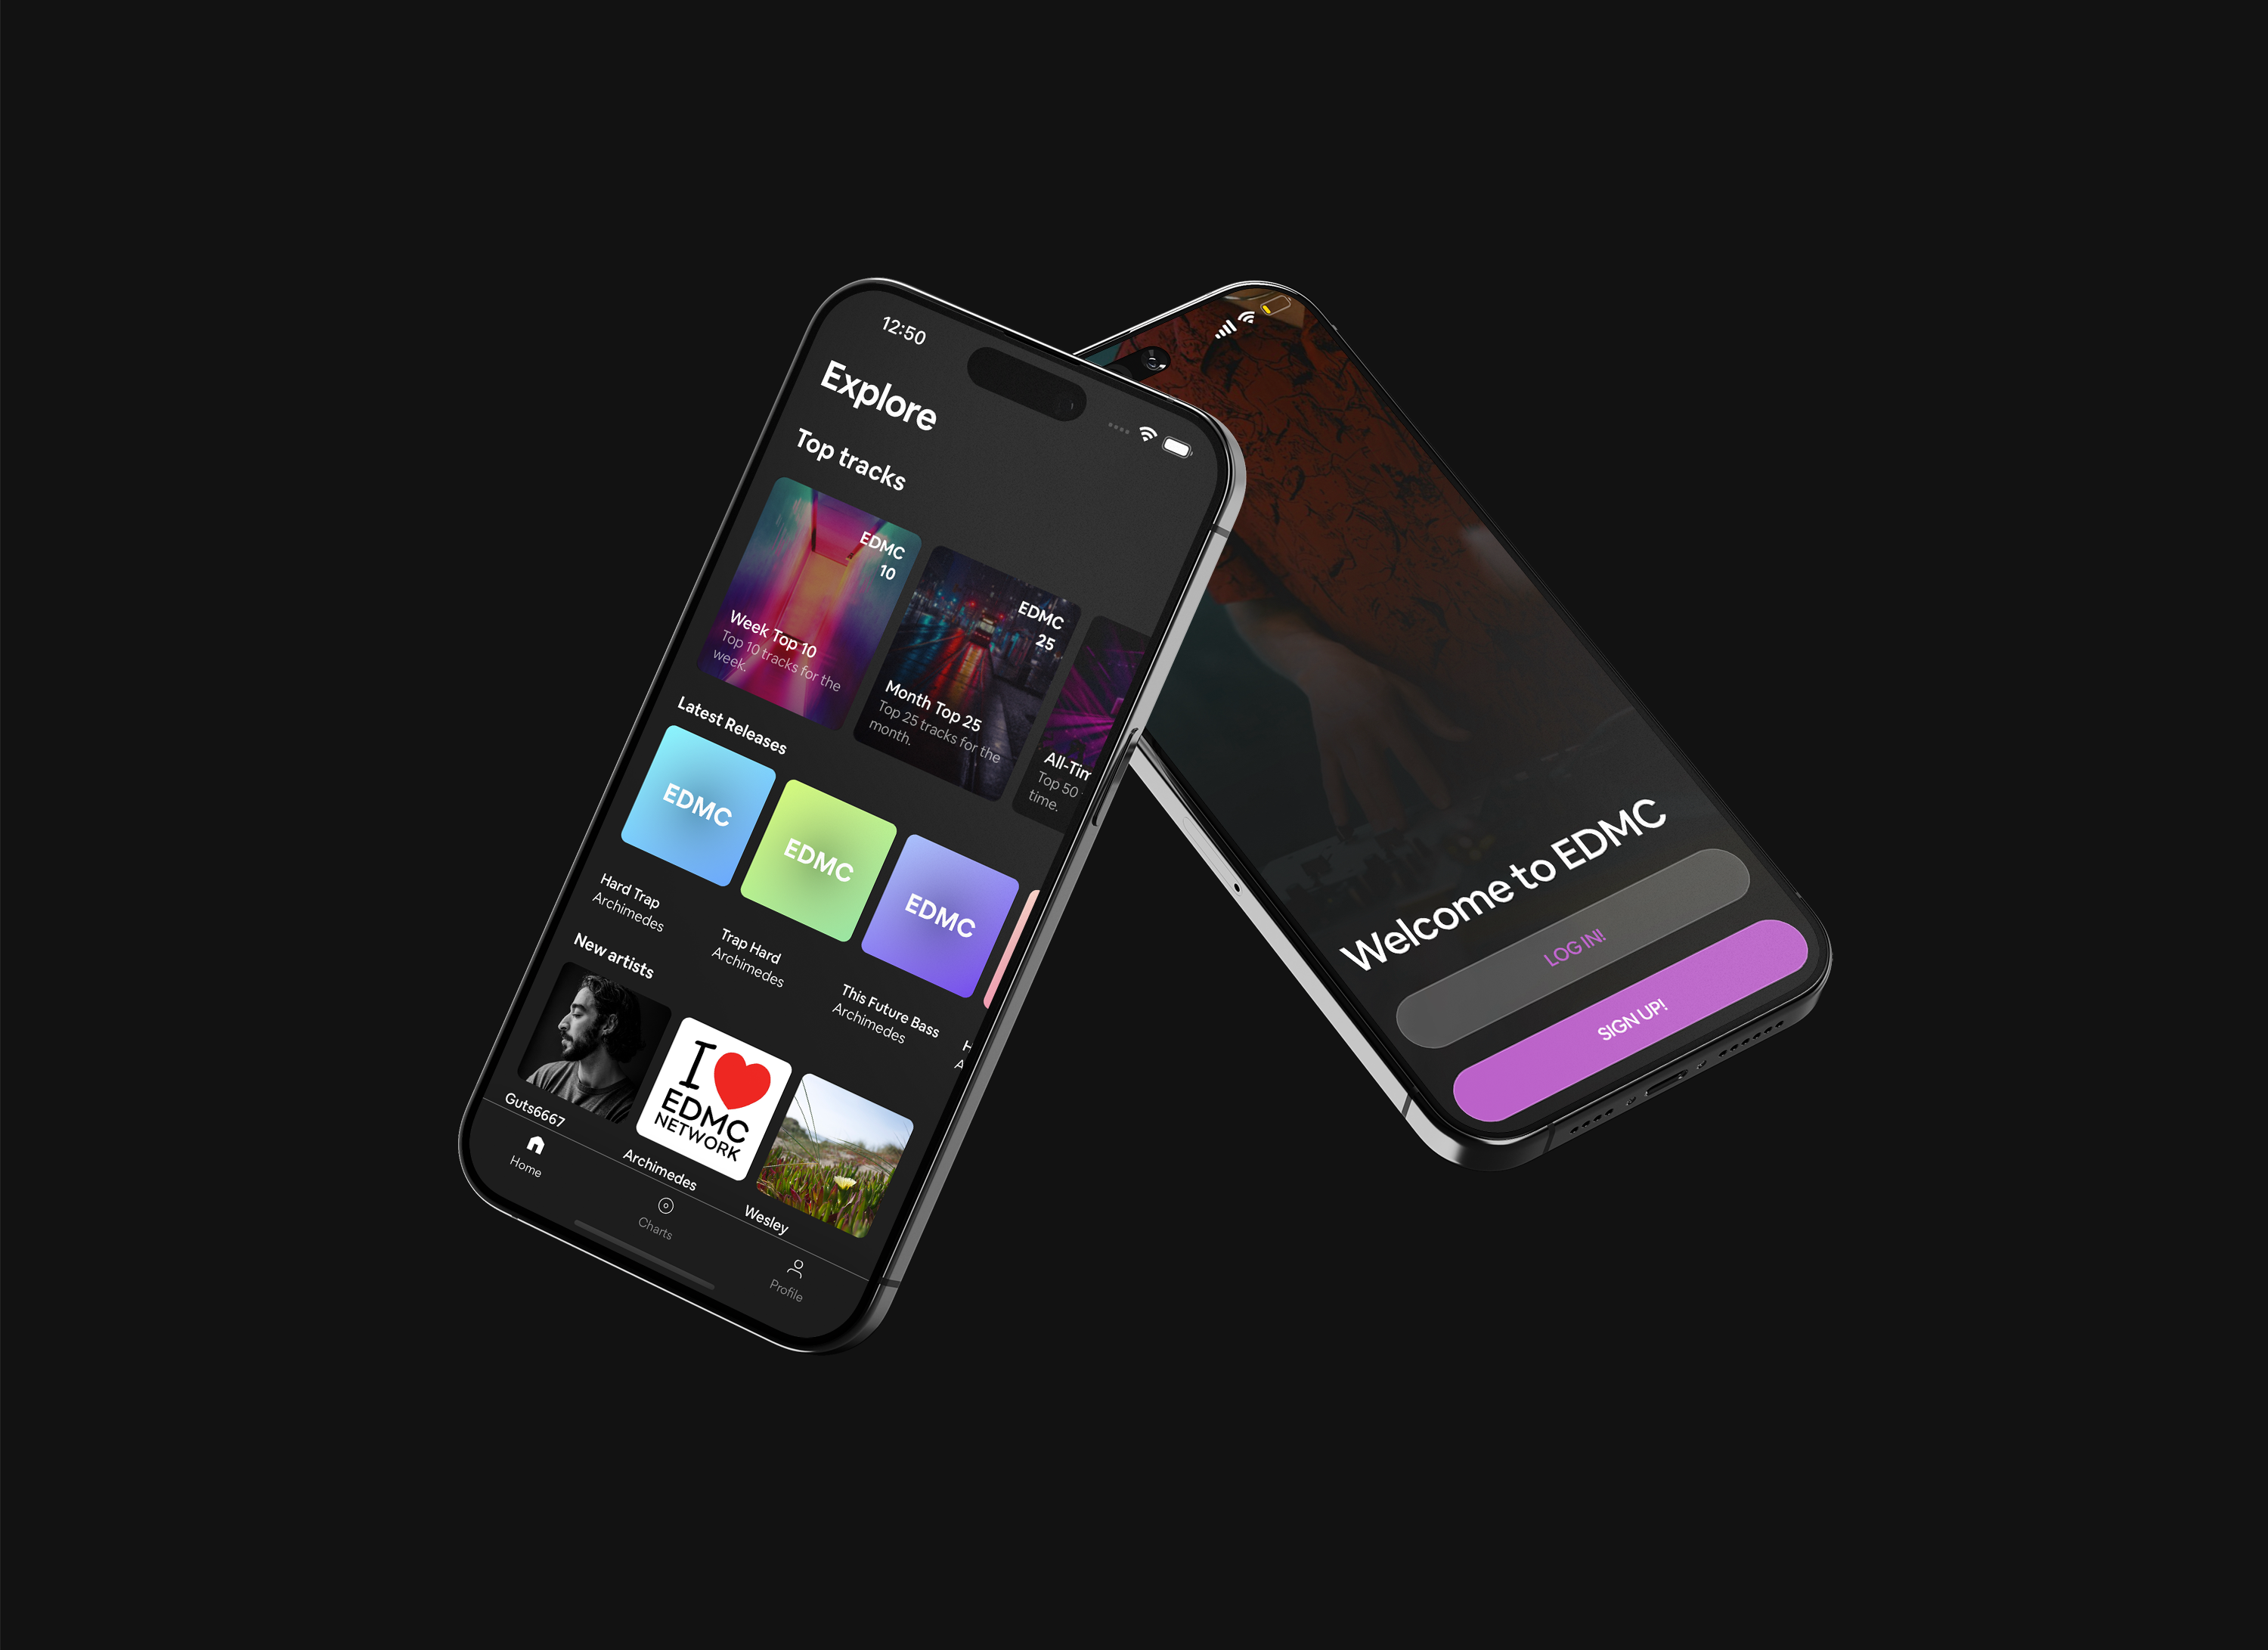 12:50
Explore
Top tracks
EDMC
10
Week Top 10
Top 10 tracks for the
week.
EDMC
25
Month Top 25
Top 25 tracks for the
month.
All-Tim
Top 50
time.
Latest Releases
EDMC
EDMC
EDMC
Hard Trap
Archimedes
Trap Hard
Archimedes
This Future Bass
Archimedes
H
A
New artists
I
EDMC
NETWORK
Guts6667
Archimedes
Wesley
Home
Charts
Profile
Welcome to EDMC
LOG IN!
SIGN UP!